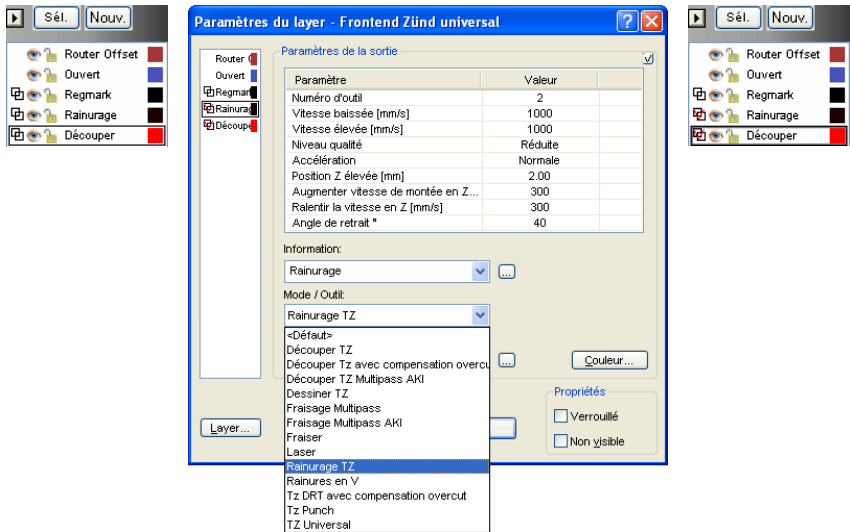 Sél. Nouv.
Router Offset
Ouvert
Regmark
Rainurage
Découper
Paramètres du layer - Frontend Zünd universal
Router
Ouvert
Regmar
Rainurag
Découpe
Paramètres de la sortie
Paramètre Valeur
Numéro d'outil 2
Vitesse baissée [mm/s] 1000
Vitesse élevée [mm/s] 1000
Niveau qualité Réduite
Accélération Normale
Position Z élevée [mm] 2.00
Augmenter vitesse de montée en Z... 300
Ralentir la vitesse en Z [mm/s] 300
Angle de retrait ° 40
Information:
Rainurage ...
Mode / Outil:
Rainurage TZ
<Défaut>
Découper TZ
Découper Tz avec compensation overcu
Découper TZ Multipass AKI
Dessiner TZ
Fraisage Multipass
Fraisage Multipass AKI
Fraiser
Laser
Rainurage TZ
Rainures en V
Tz DRT avec compensation overcut
Tz Punch
TZ Universal
...
Couleur...
Propriétés
Verrouillé
Non visible
Layer...
Sél. Nouv.
Router Offset
Ouvert
Regmark
Rainurage
Découper